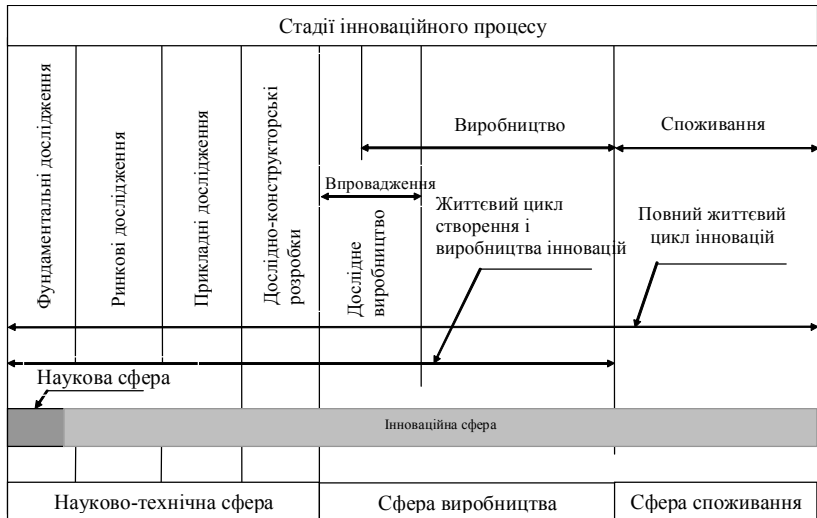 Стадії інноваційного процесу
Фундаментальні дослідження
Ринкові дослідження
Прикладні дослідження
Дослідно-конструкторські
розробки
Впровадження
Дослідне
виробництво
Виробництво
Споживання
Життєвий цикл
створення і
виробництва інновацій
Повний життєвий
цикл інновацій
Наукова сфера
Інноваційна сфера
Науково-технічна сфера
Сфера виробництва
Сфера споживання